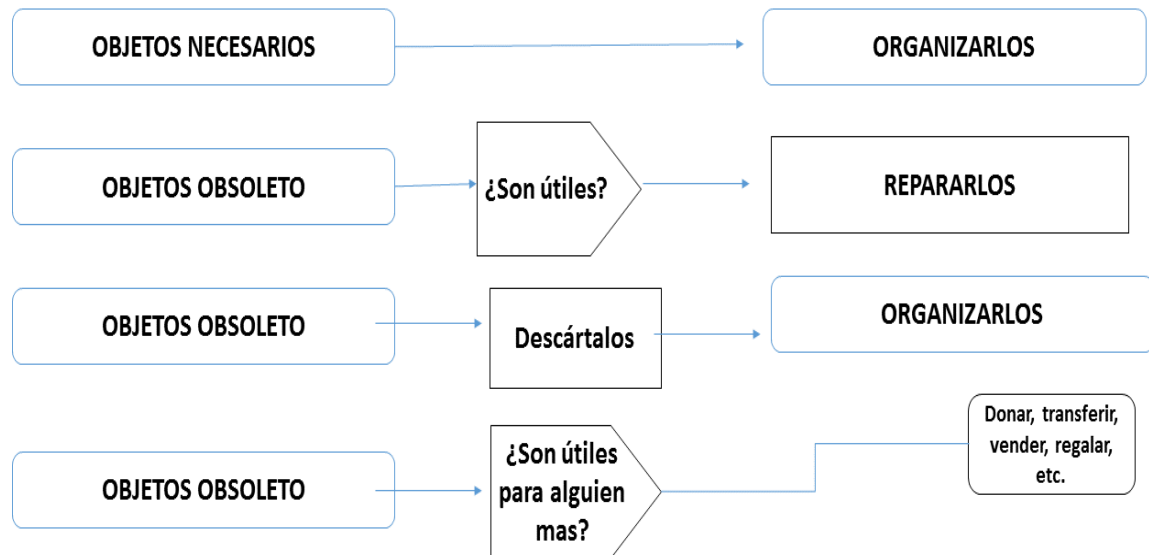 OBJETOS NECESARIOS
ORGANIZARLOS
OBJETOS OBSOLETO
¿Son útiles?
REPARARLOS
OBJETOS OBSOLETO
Descártalos
ORGANIZARLOS
OBJETOS OBSOLETO
¿Son útiles
para alguien
mas?
Donar, transferir,
vender, regalar,
etc.